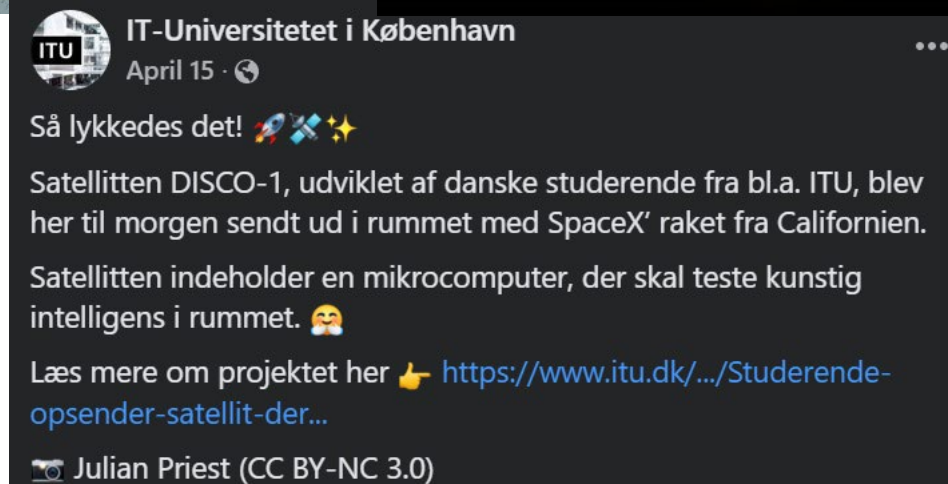 ITU
IT-Universitetet i København
April 15 ·
Så lykkedes det! 🚀🛰️✨
Satellitten DISCO-1, udviklet af danske studerende fra bl.a. ITU, blev
her til morgen sendt ud i rummet med SpaceX’ raket fra Californien.
Satellitten indeholder en mikrocomputer, der skal teste kunstig
intelligens i rummet. 🤗
Læs mere om projektet her 👉 https://www.itu.dk/.../Studerende-
opsender-satellit-der...
📷 Julian Priest (CC BY-NC 3.0)